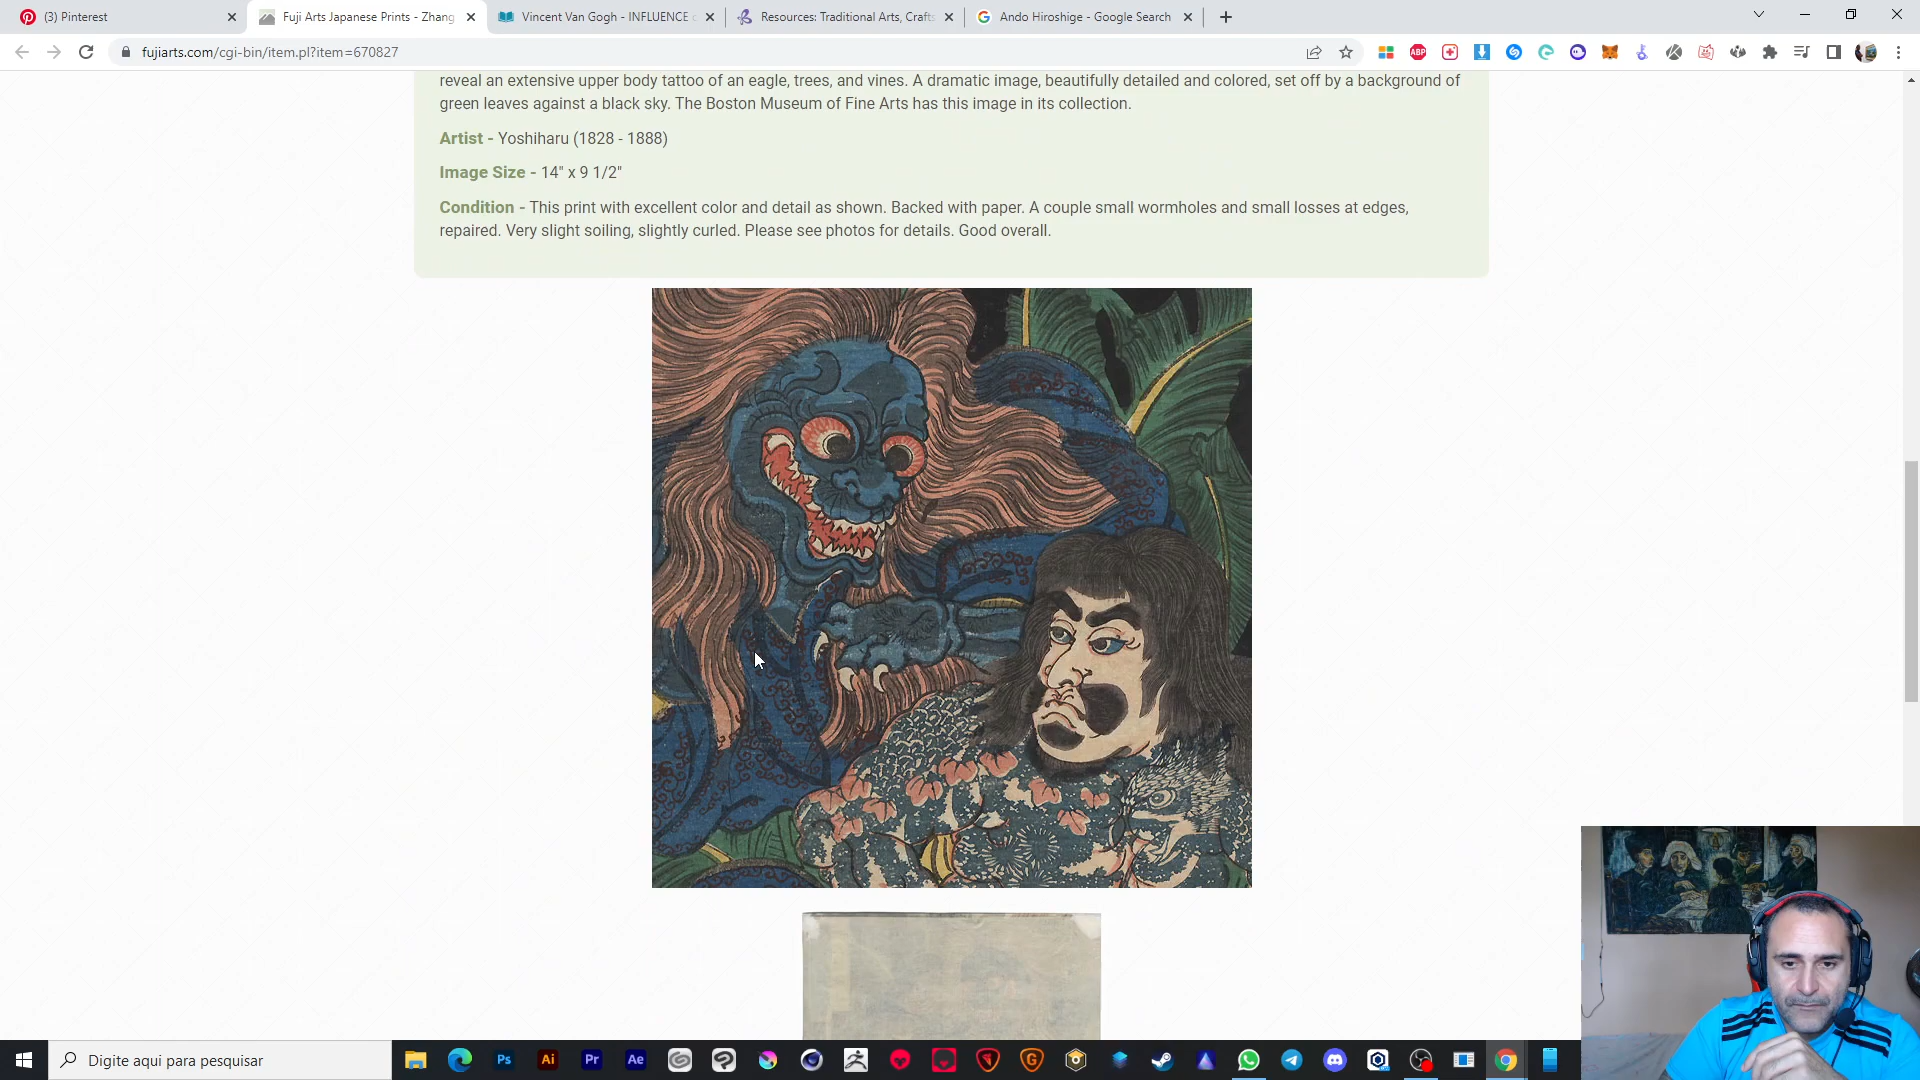 (3) Pinterest
Fuji Arts Japanese Prints - Zhang
Vincent Van Gogh - INFLUENCE
Resources: Traditional Arts, Craft
Ando Hiroshige - Google Search
fujiarts.com/cgi-bin/item.pl?item=670827
ABP
reveal an extensive upper body tattoo of an eagle, trees, and vines. A dramatic image, beautifully detailed and colored, set off by a background of
green leaves against a black sky. The Boston Museum of Fine Arts has this image in its collection.
Artist - Yoshiharu (1828 - 1888)
Image Size - 14" x 9 1/2"
Condition - This print with excellent color and detail as shown. Backed with paper. A couple small wormholes and small losses at edges,
repaired. Very slight soiling, slightly curled. Please see photos for details. Good overall.
Digite aqui para pesquisar
Ps
Ai
Pr
Ae